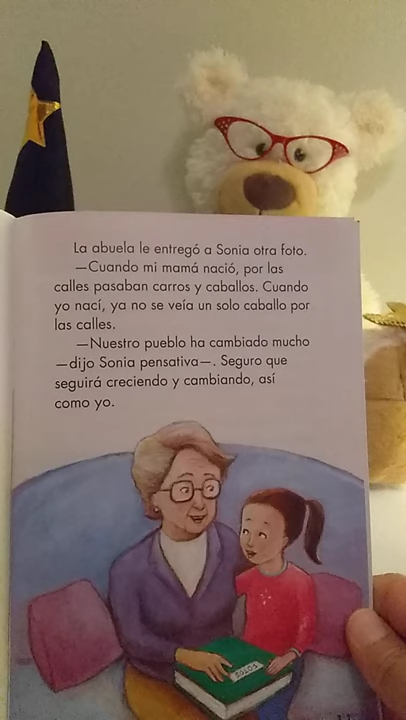 La abuela le entregó a Sonia otra foto.
—Cuando mi mamá nació, por las
calles pasaban carros y caballos. Cuando
yo nací, ya no se veía un solo caballo por
las calles.
—Nuestro pueblo ha cambiado mucho
—dijo Sonia pensativa—. Seguro que
seguirá creciendo y cambiando, así
como yo.